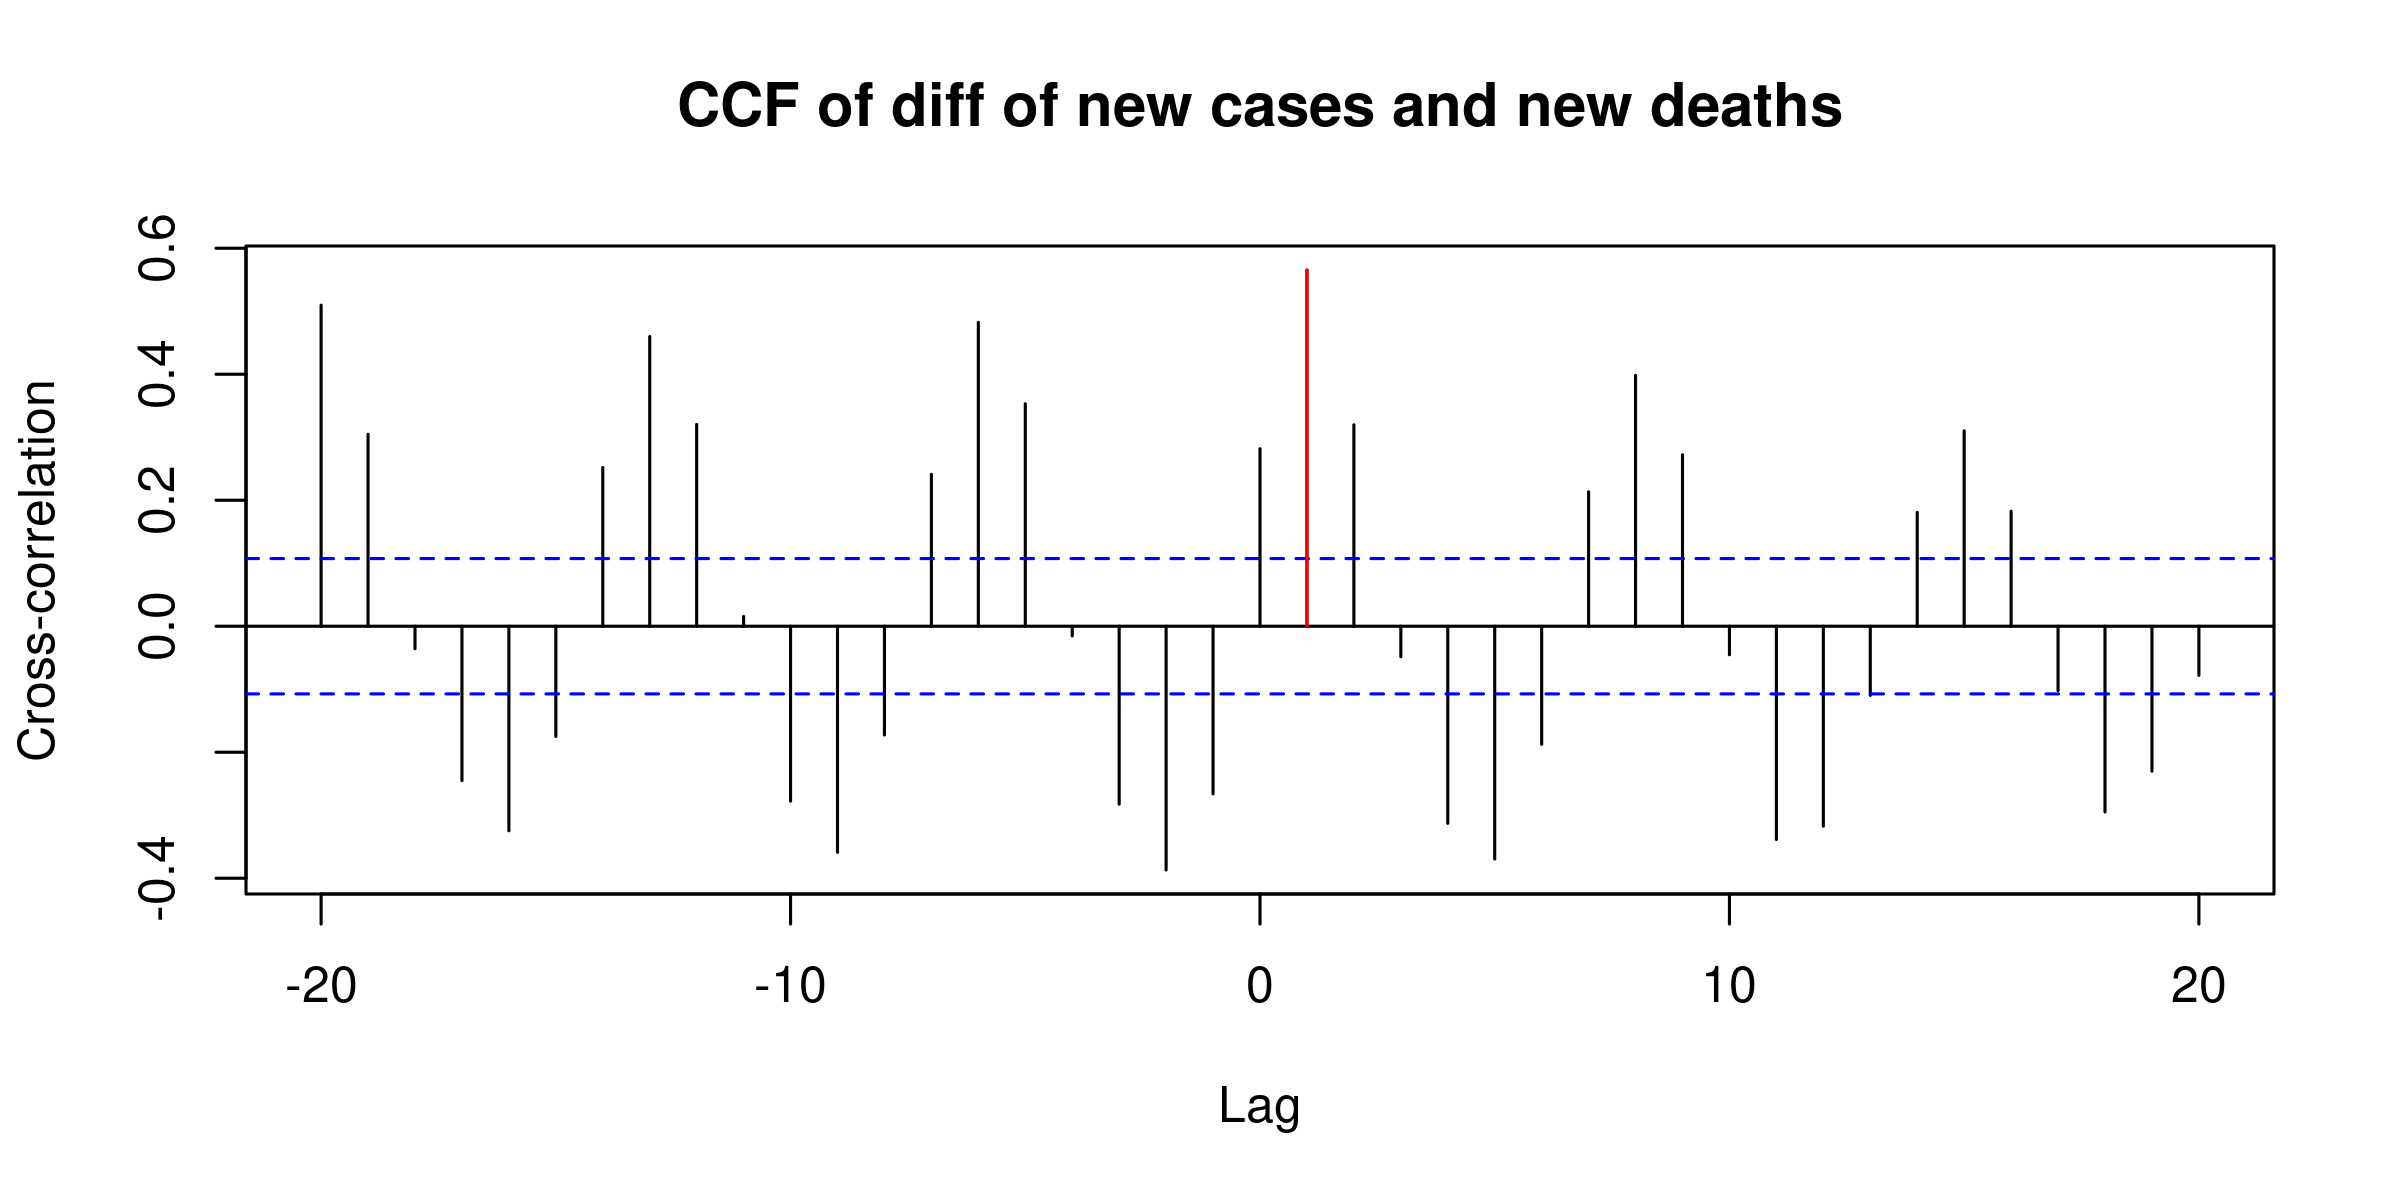 CCF of diff of new cases and new deaths
Cross-correlation
0.6
0.4
0.2
0.0
-0.4
-20 -10 0 10 20
Lag